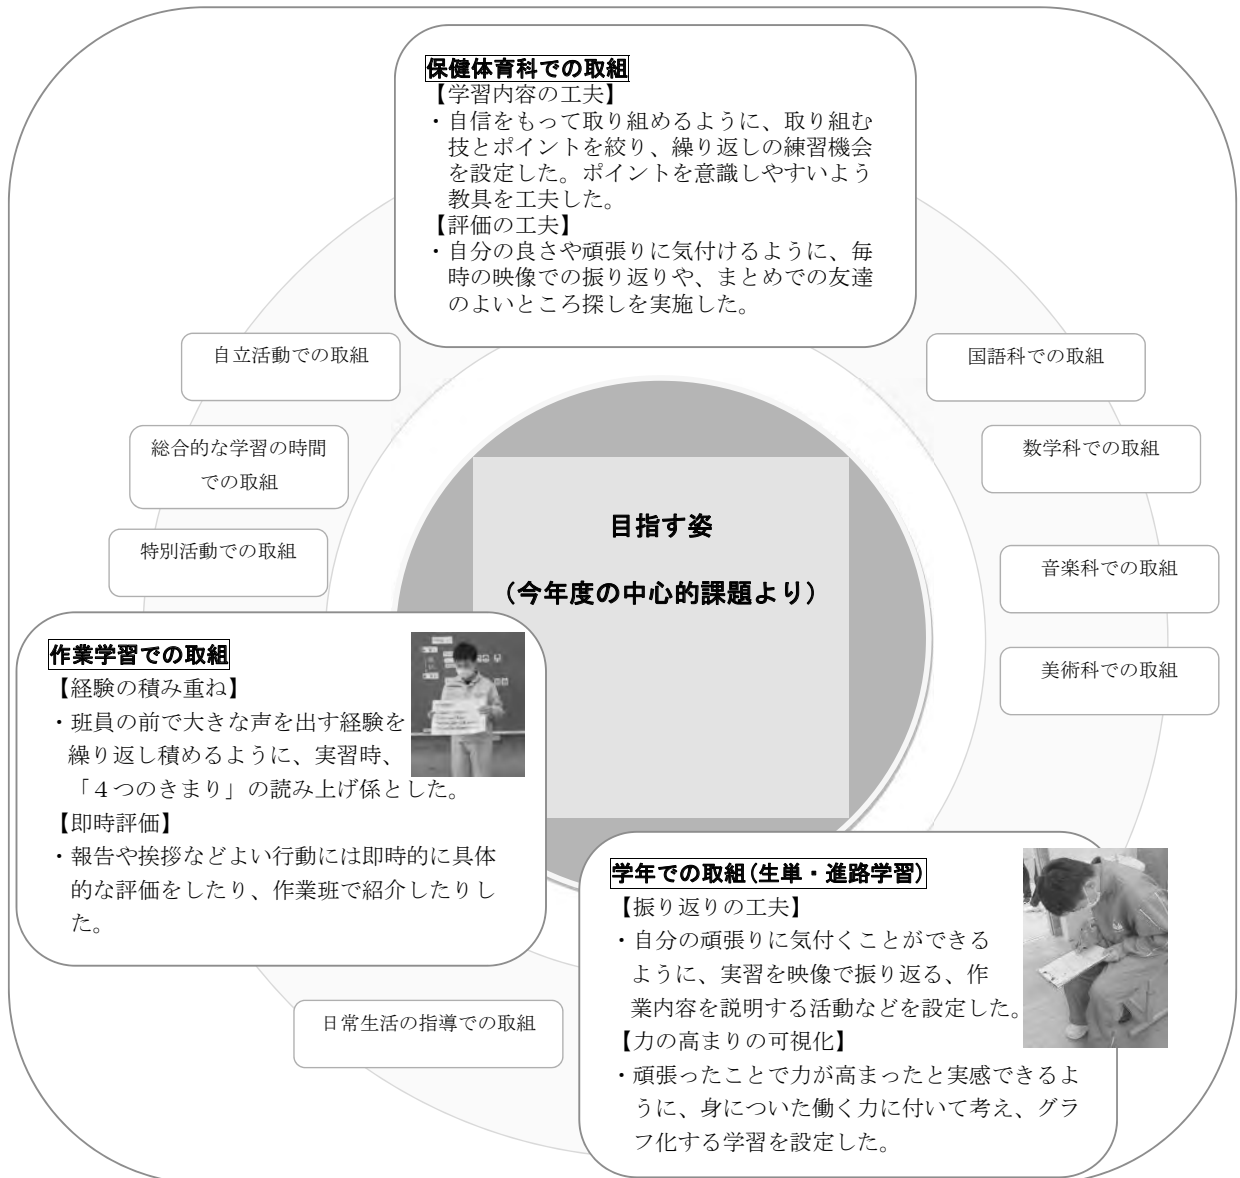 保健体育科での取組
【学習内容の工夫】
・自信をもって取り組めるように、取り組む
技とポイントを絞り、繰り返しの練習機会
を設定した。ポイントを意識しやすいよう
教具を工夫した。
【評価の工夫】
・自分の良さや頑張りに気付けるように、毎
時の映像での振り返りや、まとめでの友達
のよいところ探しを実施した。
自立活動での取組
総合的な学習の時間
での取組
特別活動での取組
国語科での取組
数学科での取組
音楽科での取組
美術科での取組
目指す姿
（今年度の中心的課題より）
作業学習での取組
【経験の積み重ね】
・班員の前で大きな声を出す経験を
繰り返し積めるように、実習時、
「４つのきまり」の読み上げ係とした。
【即時評価】
・報告や挨拶などよい行動には即時的に具体
的な評価をしたり、作業班で紹介したりし
た。
学年での取組（生単・進路学習）
【振り返りの工夫】
・自分の頑張りに気付くことができる
ように、実習を映像で振り返る、作
業内容を説明する活動などを設定した。
【力の高まりの可視化】
・頑張ったことで力が高まったと実感できるよ
うに、身についた働く力に付いて考え、グラ
フ化する学習を設定した。
日常生活の指導での取組